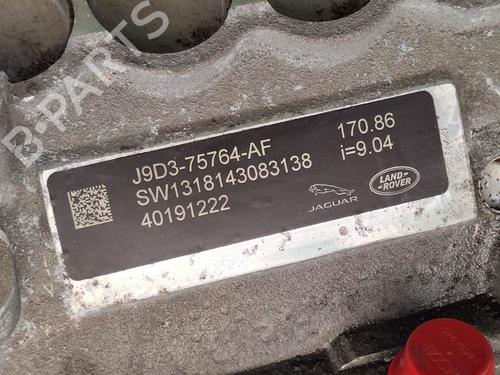 B-PARTS
J9D3-75764-AF
170.86
SW1318143083138
i=9.04
40191222
JAGUAR
LAND-
ROVER